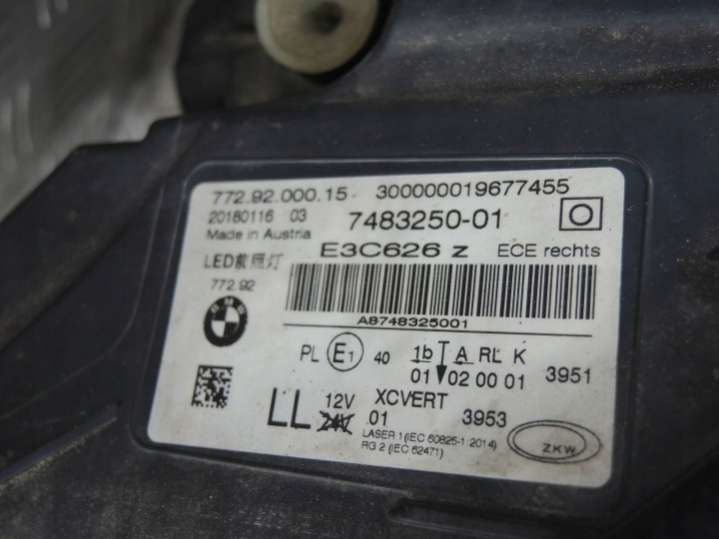 772.92.000.15 300000019677455
20180116 03 7483250-01
Made in Austria E3C626 z ECE rechts
LED前照灯
772.92
BMW
A8748325001
PL E1 40 1b A RL K
01 02 00 01 3951
LL 12V XCVERT
24V 01 3953
LASER 1 (IEC 60825-1:2014)
RG 2 (IEC 62471)
ZKW